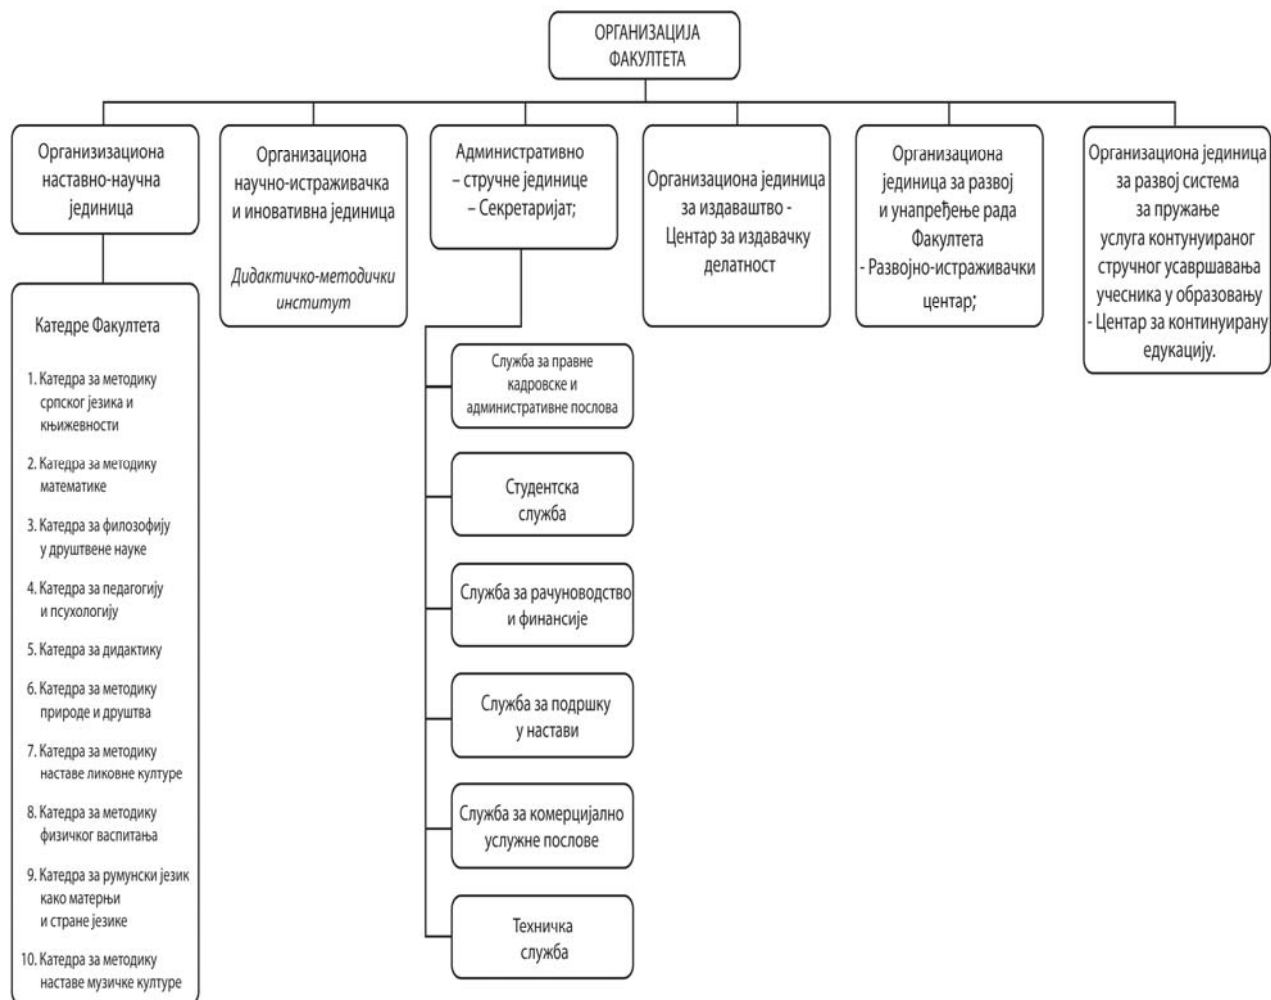 ОРГАНИЗАЦИЈА
ФАКУЛТЕТА
Организизациона
наставно-научна
јединица
Организациона
научно-истраживачка
и иновативна јединица
Дидактичко-методички
институт
Административно
– стручне јединице
– Секретаријат;
Организациона јединица
за издаваштво -
Центар за издавачку
делатност
Организациона
јединица за развој
и унапређење рада
Факултета
- Развојно-истраживачки
центар;
Организациона јединица
за развој система
за пружање
услуга контунуираног
стручног усавршавања
учесника у образовању
- Центар за континуирану
едукацију.
Катедре Факултета
1. Катедра за методику
српског језика и
књижевности
2. Катедра за методику
математике
3. Катедра за филозофију
у друштвене науке
4. Катедра за педагогију
и психологију
5. Катедра за дидактику
6. Катедра за методику
природе и друштва
7. Катедра за методику
наставе ликовне културе
8. Катедра за методику
физичког васпитања
9. Катедра за румунски језик
како матерњи
и стране језике
10. Катедра за методику
наставе музичке културе
Служба за правне
кадровске и
административне послова
Студентска
служба
Служба за рачуноводство
и финансије
Служба за подршку
у настави
Служба за комерцијално
услужне послове
Техничка
служба